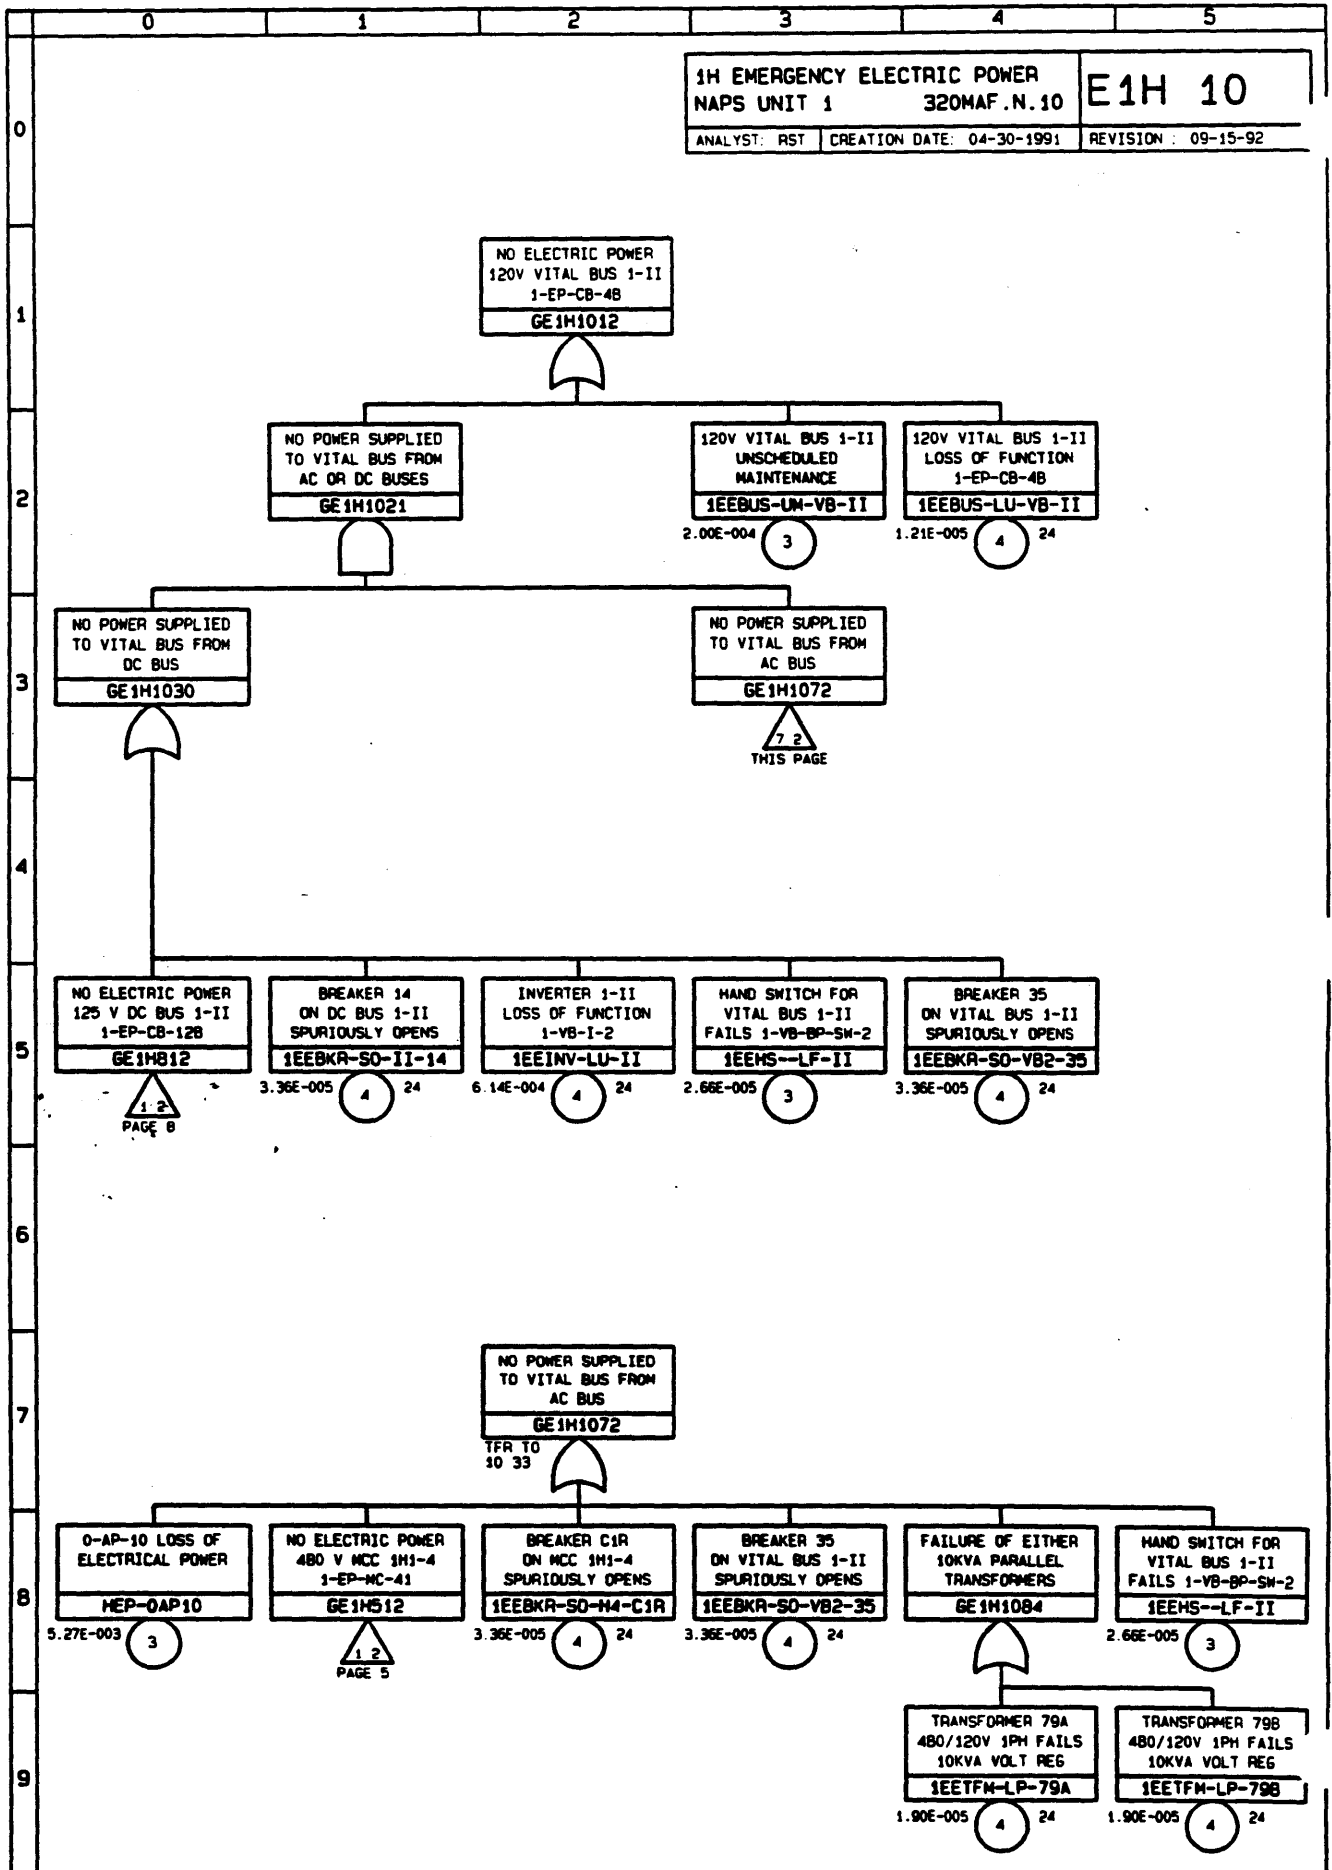 0 1 2 3 4 5
1H EMERGENCY ELECTRIC POWER
NAPS UNIT 1 320MAF.N.10
E1H 10
ANALYST: RST CREATION DATE: 04-30-1991 REVISION : 09-15-92
0
NO ELECTRIC POWER
120V VITAL BUS 1-II
1-EP-CB-4B
GE1H1012
1
NO POWER SUPPLIED
TO VITAL BUS FROM
AC OR DC BUSES
GE1H1021
120V VITAL BUS 1-II
UNSCHEDULED
MAINTENANCE
1EEBUS-UM-VB-II
2.00E-004 3
120V VITAL BUS 1-II
LOSS OF FUNCTION
1-EP-CB-4B
1EEBUS-LU-VB-II
1.21E-005 4 24
2
NO POWER SUPPLIED
TO VITAL BUS FROM
DC BUS
GE1H1030
NO POWER SUPPLIED
TO VITAL BUS FROM
AC BUS
GE1H1072
7 2
THIS PAGE
3
4
NO ELECTRIC POWER
125 V DC BUS 1-II
1-EP-CB-12B
GE1H812
1 2
PAGE 8
BREAKER 14
ON DC BUS 1-II
SPURIOUSLY OPENS
1EEBKR-SO-II-14
3.36E-005 4 24
INVERTER 1-II
LOSS OF FUNCTION
1-VB-I-2
1EEINV-LU-II
6.14E-004 4 24
HAND SWITCH FOR
VITAL BUS 1-II
FAILS 1-VB-BP-SW-2
1EEHS--LF-II
2.66E-005 3
BREAKER 35
ON VITAL BUS 1-II
SPURIOUSLY OPENS
1EEBKR-SO-VB2-35
3.36E-005 4 24
5
6
NO POWER SUPPLIED
TO VITAL BUS FROM
AC BUS
GE1H1072
TFR TO
10 33
7
0-AP-10 LOSS OF
ELECTRICAL POWER
HEP-OAP10
5.27E-003 3
NO ELECTRIC POWER
480 V MCC 1H1-4
1-EP-MC-41
GE1H512
1 2
PAGE 5
BREAKER C1R
ON MCC 1H1-4
SPURIOUSLY OPENS
1EEBKR-SO-H4-C1R
3.36E-005 4 24
BREAKER 35
ON VITAL BUS 1-II
SPURIOUSLY OPENS
1EEBKR-SO-VB2-35
3.36E-005 4 24
FAILURE OF EITHER
10KVA PARALLEL
TRANSFORMERS
GE1H1084
HAND SWITCH FOR
VITAL BUS 1-II
FAILS 1-VB-BP-SW-2
1EEHS--LF-II
2.66E-005 3
8
TRANSFORMER 79A
480/120V 1PH FAILS
10KVA VOLT REG
1EETFM-LP-79A
1.90E-005 4 24
TRANSFORMER 79B
480/120V 1PH FAILS
10KVA VOLT REG
1EETFM-LP-79B
1.90E-005 4 24
9